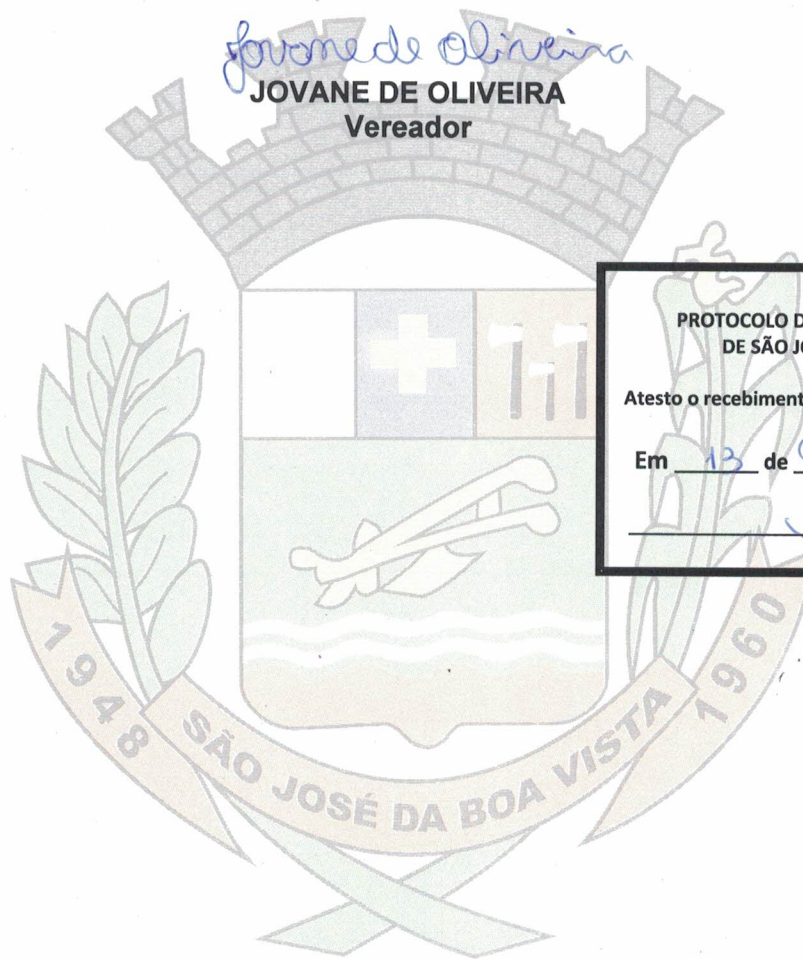 Jovane de Oliveira
JOVANE DE OLIVEIRA
Vereador
PROTOCOLO D
DE SÃO JO
Atesto o recebiment
Em 13 de
1948
SÃO JOSÉ DA BOA VISTA
1960